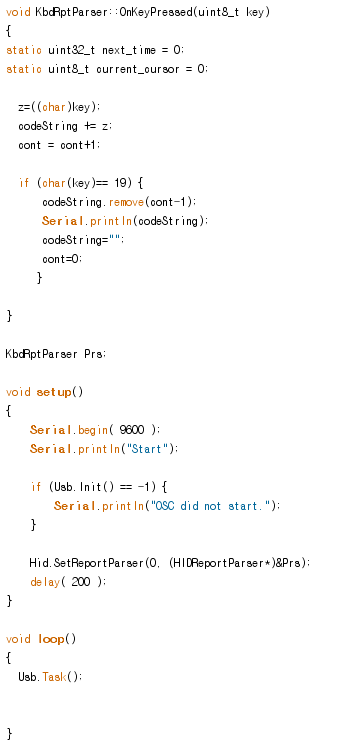 void KbdRptParser::OnKeyPressed(uint8_t key)
{
static uint32_t next_time = 0;
static uint8_t current_cursor = 0;
z=((char)key);
codeString += z;
cont = cont+1;
if (char(key)== 19) {
codeString.remove(cont-1);
Serial.println(codeString);
codeString="";
cont=0;
}
}
KbdRptParser Prs;
void setup()
{
Serial.begin( 9600 );
Serial.println("Start");
if (Usb.Init() == -1) {
Serial.println("OSC did not start.");
}
Hid.SetReportParser(0, (HIDReportParser*)&Prs);
delay( 200 );
}
void loop()
{
Usb.Task();
}